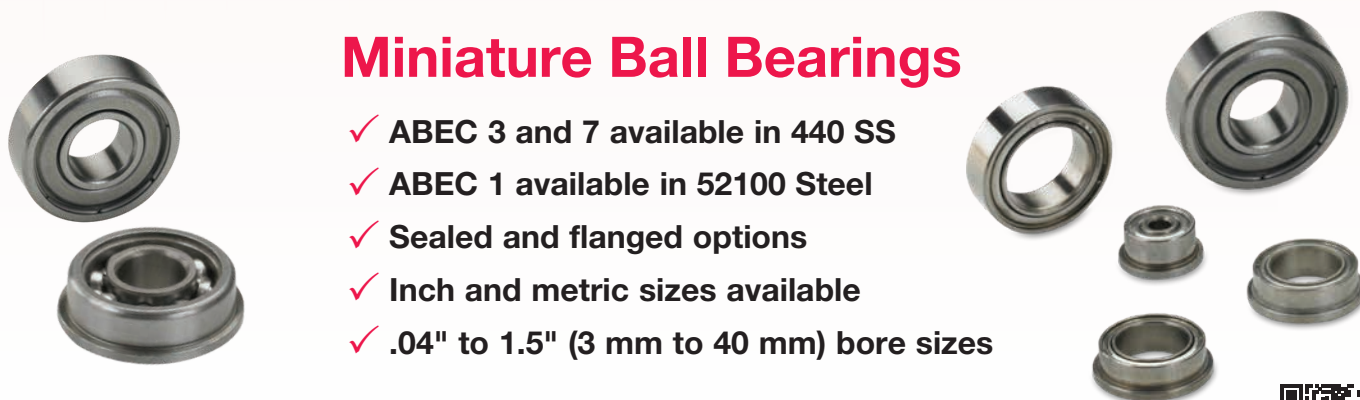 Miniature Ball Bearings
✓ ABEC 3 and 7 available in 440 SS
✓ ABEC 1 available in 52100 Steel
✓ Sealed and flanged options
✓ Inch and metric sizes available
✓ .04" to 1.5" (3 mm to 40 mm) bore sizes